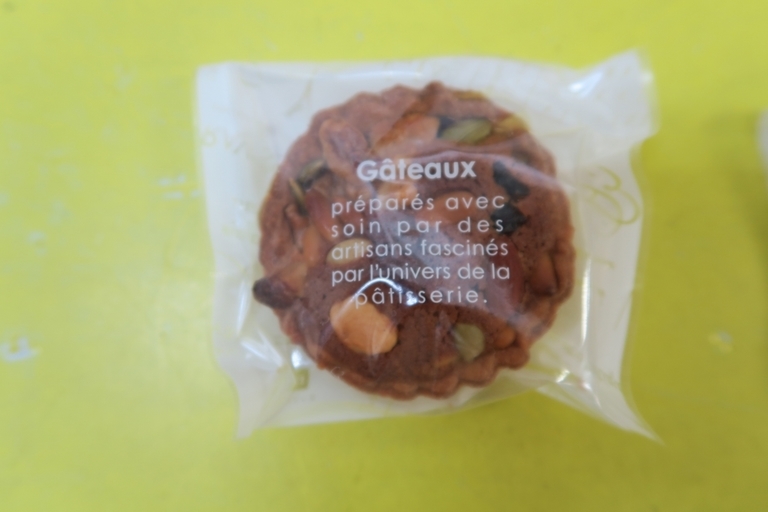 Gâteaux
préparés avec
soin par des
artisans fascinés
par l'univers de la
pâtisserie.